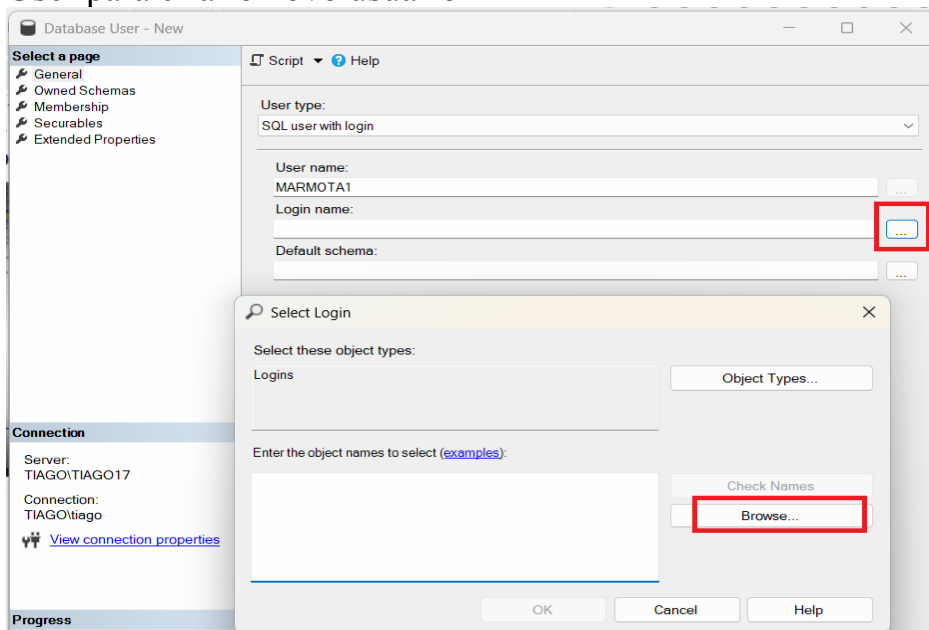 Database User - New
Select a page
General
Owned Schemas
Membership
Securables
Extended Properties
Script
Help
User type:
SQL user with login
User name:
MARMOTA1
...
Login name:
...
Default schema:
...
Select Login
Select these object types:
Logins
Object Types...
Enter the object names to select (examples):
Check Names
Browse...
OK
Cancel
Help
Connection
Server:
TIAGO\TIAGO17
Connection:
TIAGO\tiago
View connection properties
Progress